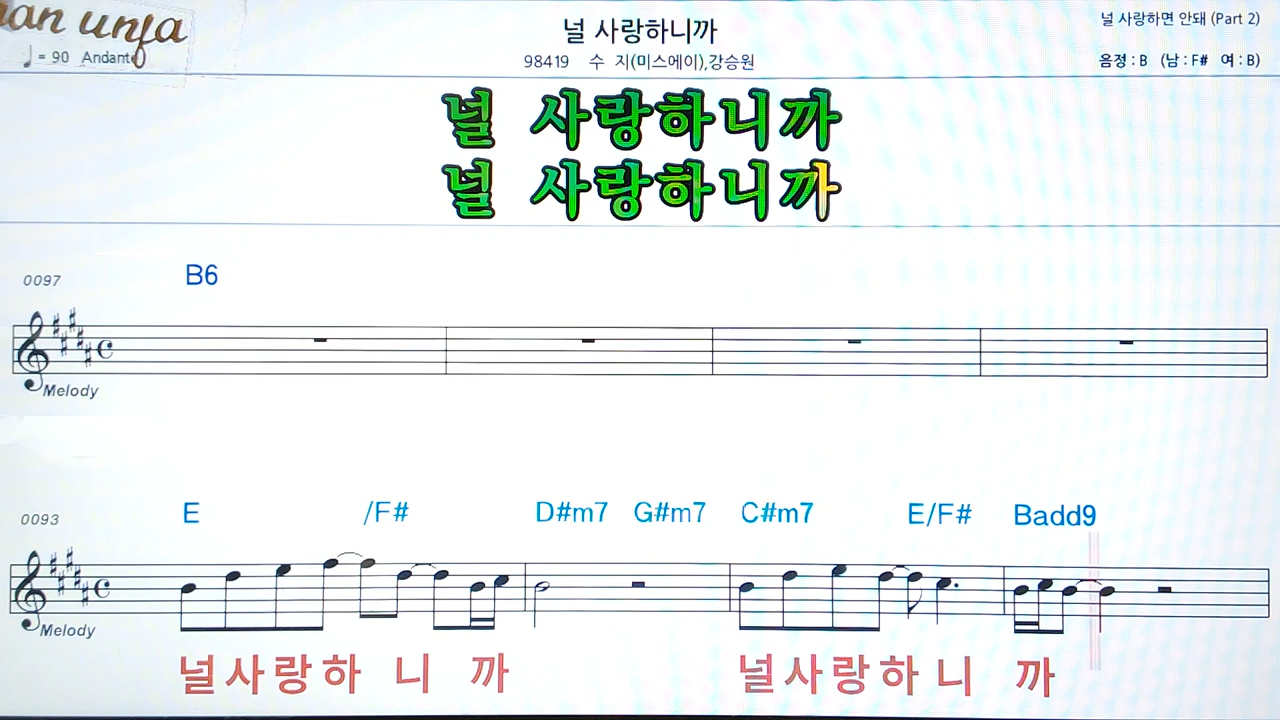 널 사랑하니까
널 사랑하면 안돼 (Part 2)
♩= 90 Andante
98419 수 지(미스에이),강승원
음정 : B (남 : F# 여 : B)
널 사랑하니까
널 사랑하니까
0097 B6
Melody
0093 E /F# D#m7 G#m7 C#m7 E/F# Badd9
Melody
널사랑하 니 까 널사랑하 니 까